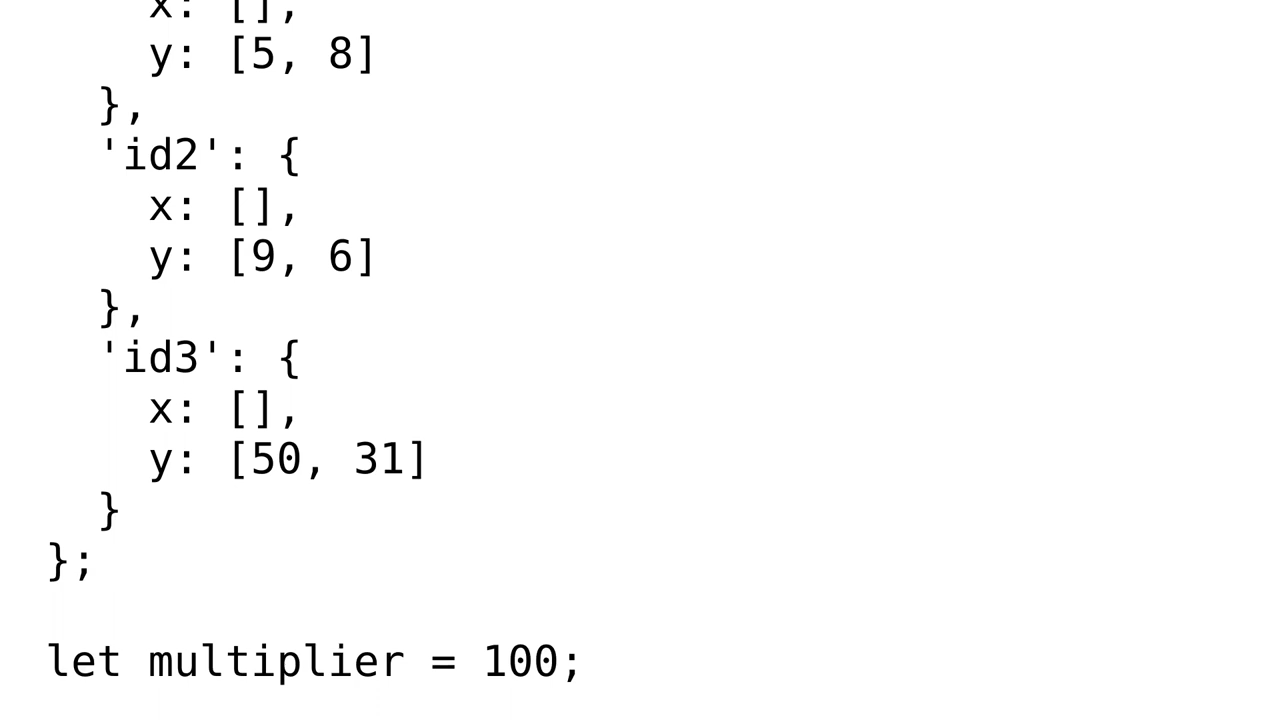 x: [],
y: [5, 8]
},
'id2': {
x: [],
y: [9, 6]
},
'id3': {
x: [],
y: [50, 31]
}
};
let multiplier = 100;